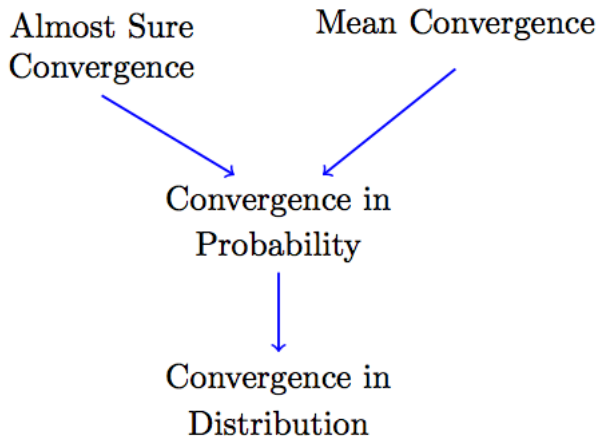 Almost Sure
Convergence
Mean Convergence
Convergence in
Probability
Convergence in
Distribution